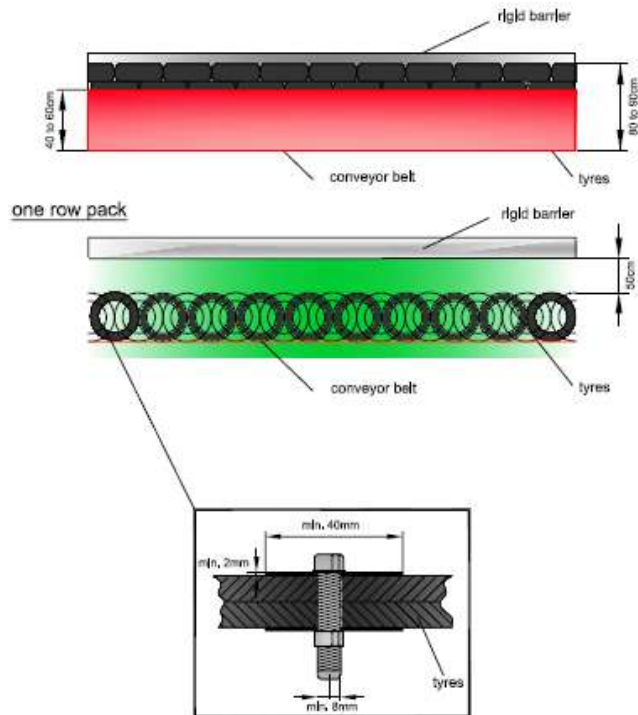 rigid barrier
40 to 60cm
80 to 90cm
conveyor belt
tyres
one row pack
rigid barrier
50cm
conveyor belt
tyres
min. 40mm
min. 2mm
tyres
min. 8mm